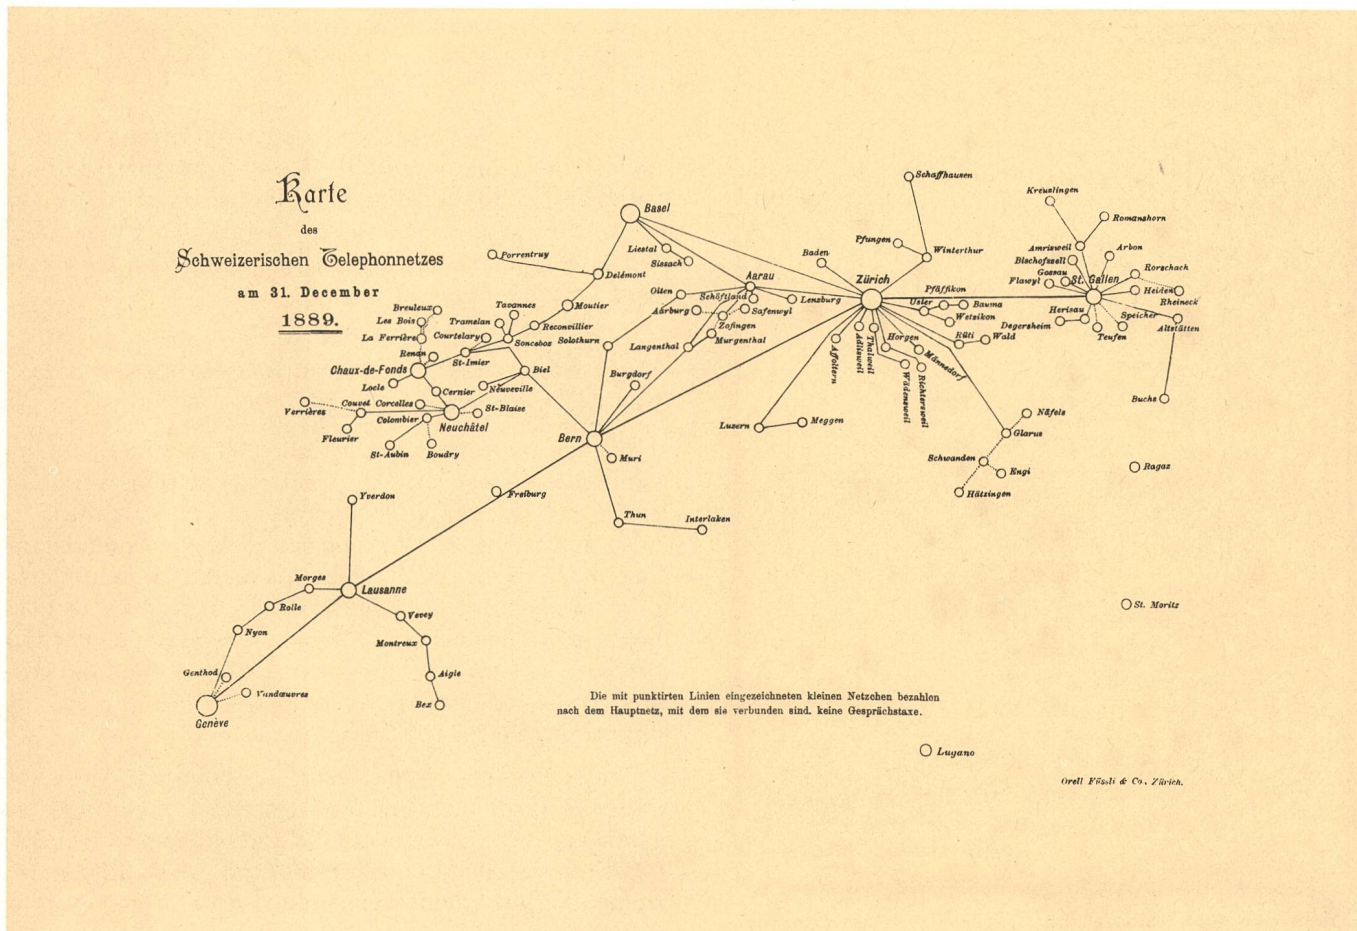 Karte
des
Schweizerischen Telephonnetzes
am 31. December
1889.
Basel
Schaffhausen
Kreuzlingen
Romanshorn
Porrentruy
Liestal
Sissach
Delémont
Baden
Pfungen
Winterthur
Amrisweil
Arbon
Bischofszell
Gossau
Flawyl
St. Gallen
Rorschach
Heiden
Rheineck
Aarau
Zürich
Olten
Schöftland
Lenzburg
Aarburg
Safenwyl
Zofingen
Murgenthal
Langenthal
Pfäffikon
Uster
Bauma
Wetzikon
Herisau
Degersheim
Speicher
Teufen
Altstätten
Breuleux
Les Bois
La Ferrière
Tavannes
Tramelan
Courtelary
Moutier
Reconvillier
Sonceboz
Solothurn
Renan
St-Imier
Chaux-de-Fonds
Biel
Locle
Cernier
Neuveville
Burgdorf
Affoltern
Adlisweil
Thalweil
Horgen
Männedorf
Rüti
Wald
Wädensweil
Richtersweil
Buchs
Verrières
Couvet
Corcelles
St-Blaise
Colombier
Neuchâtel
Fleurier
St-Aubin
Boudry
Bern
Muri
Luzern
Meggen
Näfels
Glarus
Schwanden
Engi
Hätzingen
Ragaz
Yverdon
Freiburg
Thun
Interlaken
Morges
Lausanne
Rolle
Nyon
Vevey
Montreux
Aigle
Bex
Genthod
Vandœuvres
Genève
St. Moritz
Die mit punktirten Linien eingezeichneten kleinen Netzchen bezahlen
nach dem Hauptnetz, mit dem sie verbunden sind. keine Gesprächstaxe.
Lugano
Orell Füssli & Co., Zürich.